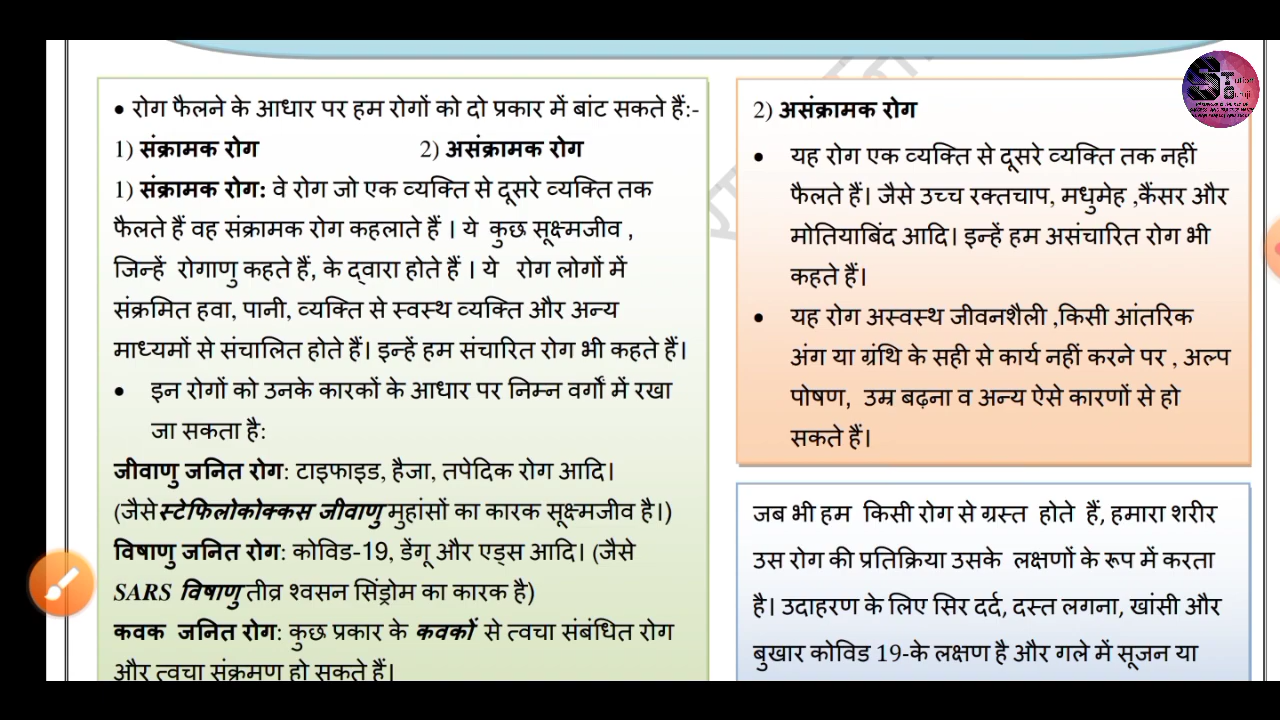 • रोग फैलने के आधार पर हम रोगों को दो प्रकार में बांट सकते हैं:-
1) संक्रामक रोग 2) असंक्रामक रोग
1) संक्रामक रोग: वे रोग जो एक व्यक्ति से दूसरे व्यक्ति तक
फैलते हैं वह संक्रामक रोग कहलाते हैं । ये कुछ सूक्ष्मजीव ,
जिन्हें रोगाणु कहते हैं, के द्वारा होते हैं । ये रोग लोगों में
संक्रमित हवा, पानी, व्यक्ति से स्वस्थ व्यक्ति और अन्य
माध्यमों से संचालित होते हैं। इन्हें हम संचारित रोग भी कहते हैं।
• इन रोगों को उनके कारकों के आधार पर निम्न वर्गों में रखा
जा सकता है:
जीवाणु जनित रोग: टाइफाइड, हैजा, तपेदिक रोग आदि।
(जैसे स्टेफिलोकोक्कस जीवाणु मुहांसों का कारक सूक्ष्मजीव है।)
विषाणु जनित रोग: कोविड-19, डेंगू और एड्स आदि। (जैसे
SARS विषाणु तीव्र श्वसन सिंड्रोम का कारक है)
कवक जनित रोग: कुछ प्रकार के कवकों से त्वचा संबंधित रोग
और त्वचा संक्रमण हो सकते हैं।
2) असंक्रामक रोग
• यह रोग एक व्यक्ति से दूसरे व्यक्ति तक नहीं
फैलते हैं। जैसे उच्च रक्तचाप, मधुमेह ,कैंसर और
मोतियाबिंद आदि। इन्हें हम असंचारित रोग भी
कहते हैं।
• यह रोग अस्वस्थ जीवनशैली ,किसी आंतरिक
अंग या ग्रंथि के सही से कार्य नहीं करने पर , अल्प
पोषण, उम्र बढ़ना व अन्य ऐसे कारणों से हो
सकते हैं।
जब भी हम किसी रोग से ग्रस्त होते हैं, हमारा शरीर
उस रोग की प्रतिक्रिया उसके लक्षणों के रूप में करता
है। उदाहरण के लिए सिर दर्द, दस्त लगना, खांसी और
बुखार कोविड 19-के लक्षण है और गले में सूजन या